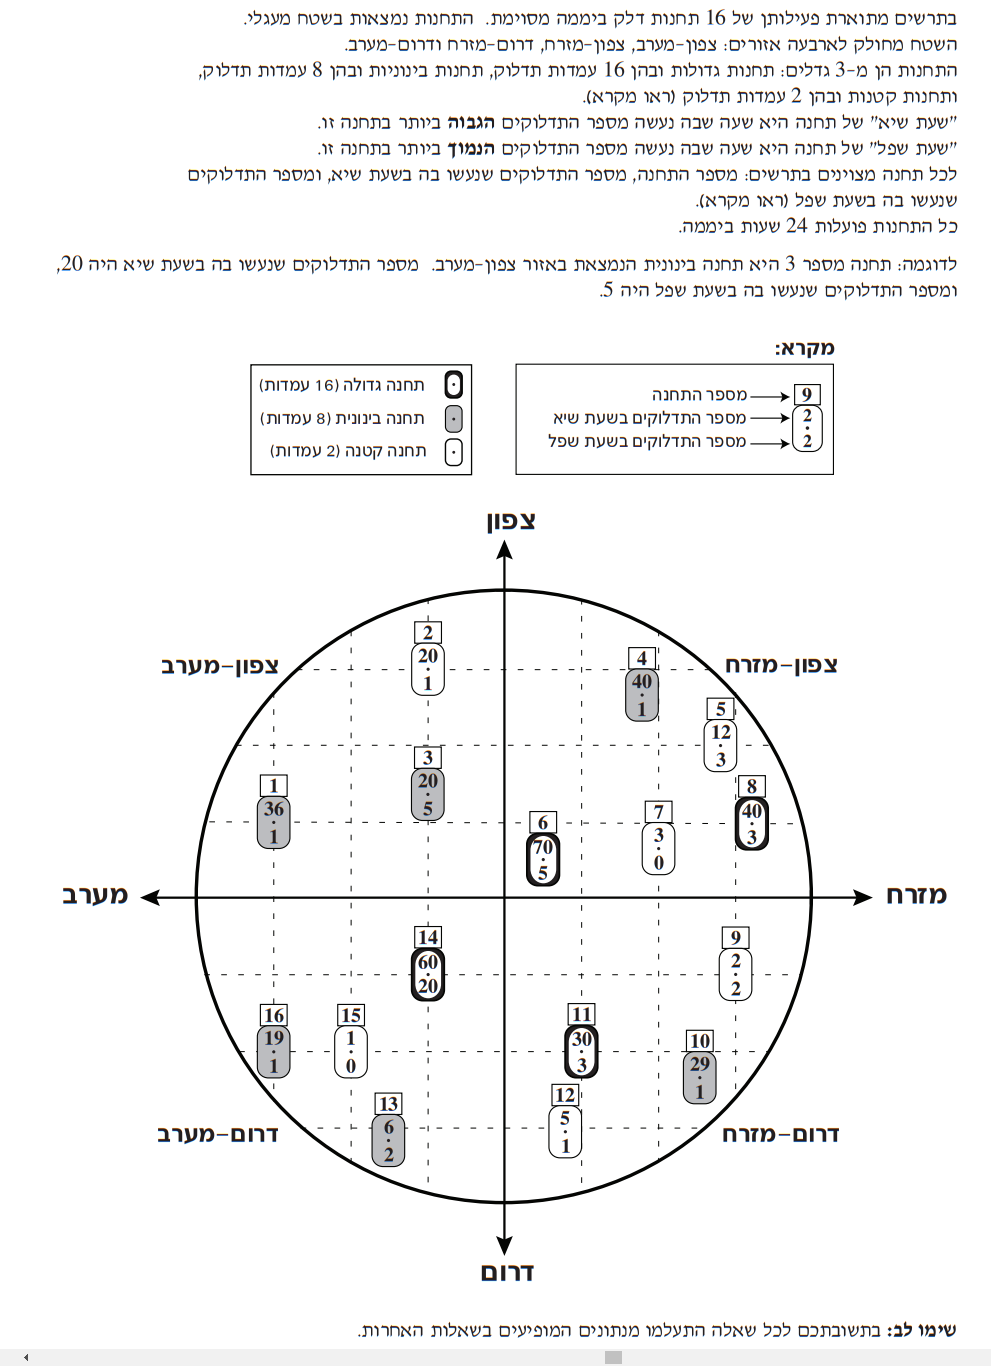 בתרשים מתוארת פעילותן של 16 תחנות דלק ביממה מסוימת. התחנות נמצאות בשטח מעגלי.
השטח מחולק לארבעה אזורים: צפון-מערב, צפון-מזרח, דרום-מזרח ודרום-מערב.
התחנות הן מ-3 גדלים: תחנות גדולות ובהן 16 עמדות תדלוק, תחנות בינוניות ובהן 8 עמדות תדלוק,
ותחנות קטנות ובהן 2 עמדות תדלוק (ראו מקרא).
"שעת שיא" של תחנה היא שעה שבה נעשה מספר התדלוקים הגבוה ביותר בתחנה זו.
"שעת שפל" של תחנה היא שעה שבה נעשה מספר התדלוקים הנמוך ביותר בתחנה זו.
לכל תחנה מצוינים בתרשים: מספר התחנה, מספר התדלוקים שנעשו בה בשעת שיא, ומספר התדלוקים
שנעשו בה בשעת שפל (ראו מקרא).
כל התחנות פועלות 24 שעות ביממה.
לדוגמה: תחנה מספר 3 היא תחנה בינונית הנמצאת באזור צפון-מערב. מספר התדלוקים שנעשו בה בשעת שיא היה 20,
ומספר התדלוקים שנעשו בה בשעת שפל היה 5.
מקרא:
9
2
2
מספר התחנה
מספר התדלוקים בשעת שיא
מספר התדלוקים בשעת שפל
תחנה גדולה (16 עמדות)
תחנה בינונית (8 עמדות)
תחנה קטנה (2 עמדות)
צפון
צפון-מזרח
צפון-מערב
2
20
1
4
40
1
5
12
3
3
20
5
1
36
1
8
40
3
7
3
0
6
70
5
מזרח
מערב
14
60
20
9
2
2
16
19
1
15
1
0
11
30
3
10
29
1
12
5
1
13
6
2
דרום-מזרח
דרום-מערב
דרום
שימו לב: בתשובתכם לכל שאלה התעלמו מנתונים המופיעים בשאלות האחרות.